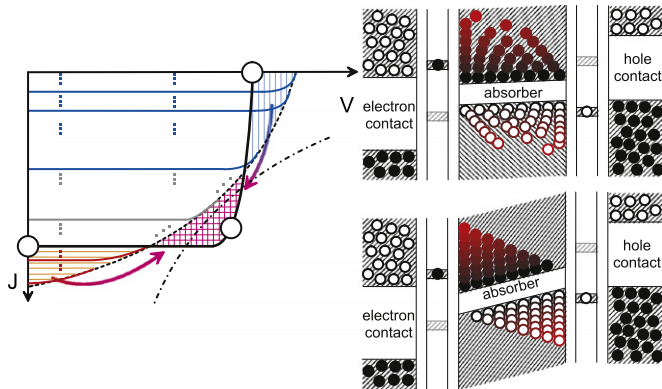 V
J
electron
contact
absorber
hole
contact
electron
contact
absorber
hole
contact